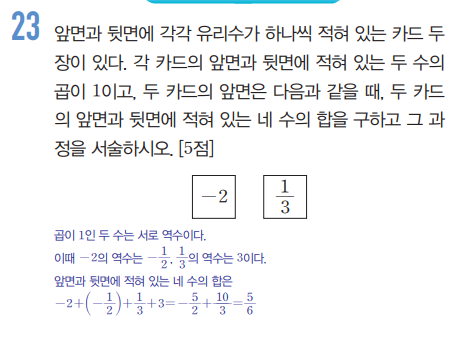 23
앞면과 뒷면에 각각 유리수가 하나씩 적혀 있는 카드 두
장이 있다. 각 카드의 앞면과 뒷면에 적혀 있는 두 수의
곱이 1이고, 두 카드의 앞면은 다음과 같을 때, 두 카드
의 앞면과 뒷면에 적혀 있는 네 수의 합을 구하고 그 과
정을 서술하시오. [5점]
−2 1/3
곱이 1인 두 수는 서로 역수이다.
이때 −2의 역수는 −1/2, 1/3의 역수는 3이다.
앞면과 뒷면에 적혀 있는 네 수의 합은
−2+(−1/2)+1/3+3=−5/2+10/3=5/6